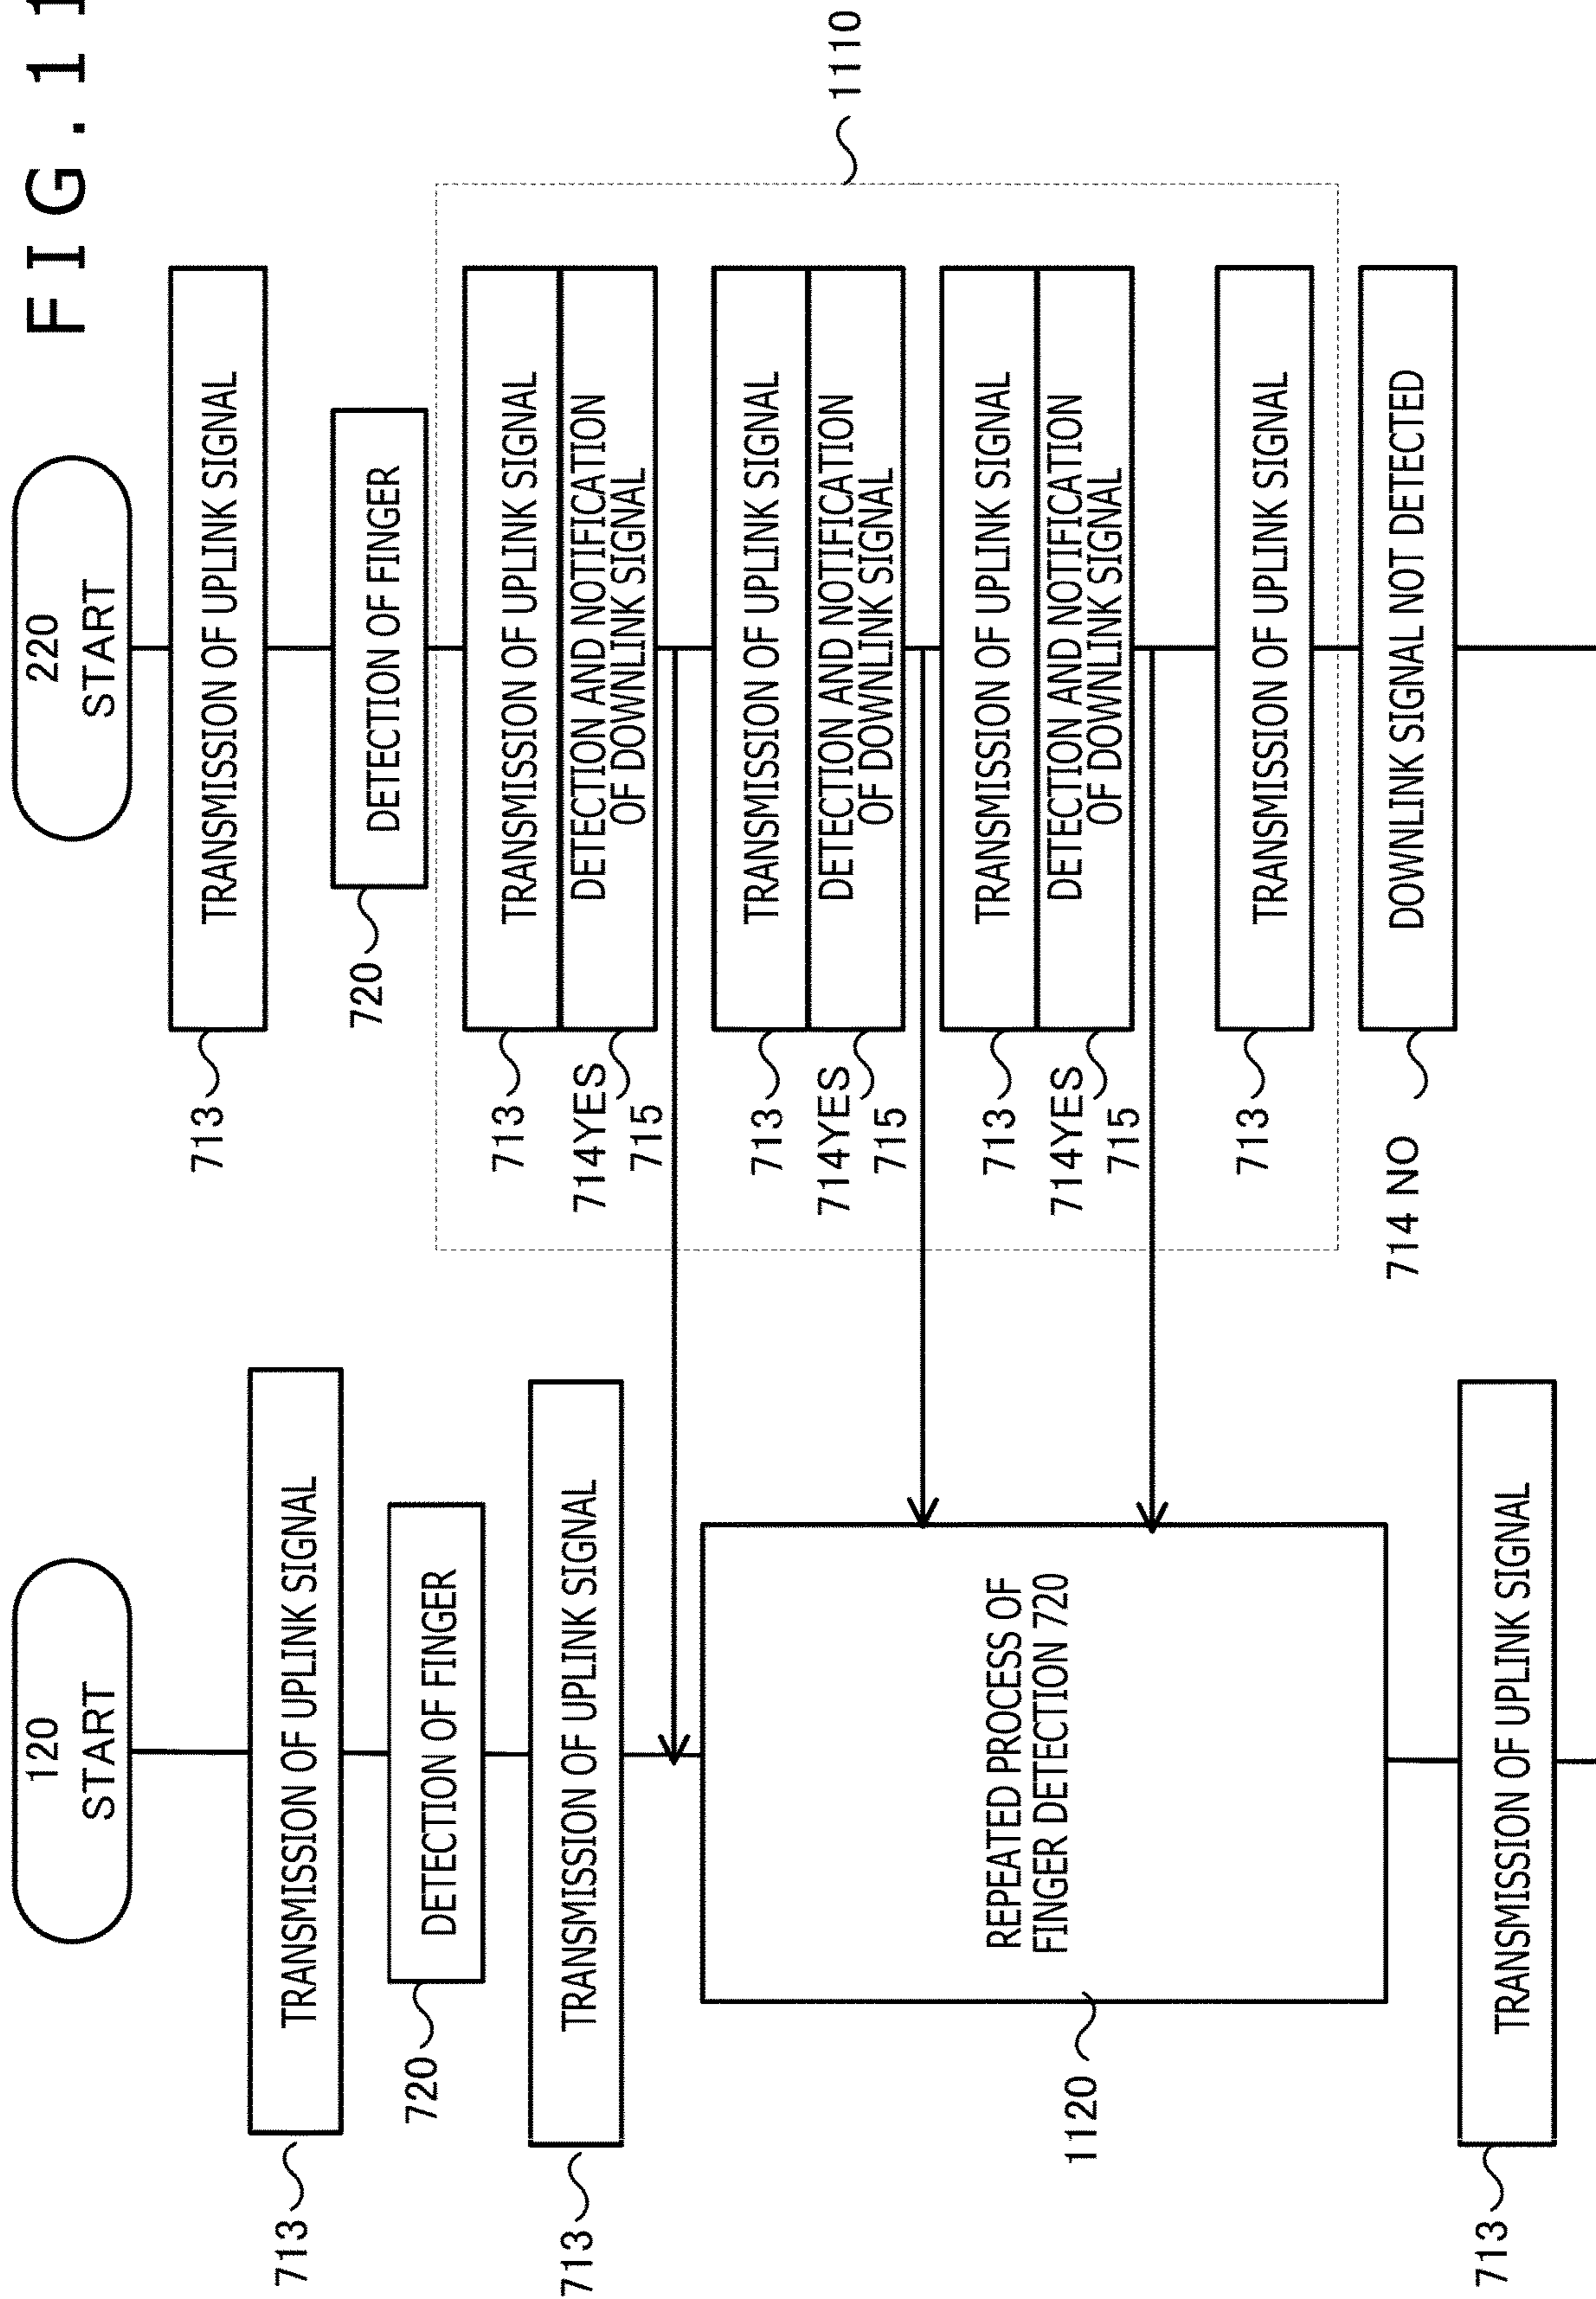 FIG.11
120
START
TRANSMISSION OF UPLINK SIGNAL
713
DETECTION OF FINGER
720
TRANSMISSION OF UPLINK SIGNAL
713
REPEATED PROCESS OF
FINGER DETECTION 720
1120
TRANSMISSION OF UPLINK SIGNAL
713
220
START
TRANSMISSION OF UPLINK SIGNAL
713
DETECTION OF FINGER
720
TRANSMISSION OF UPLINK SIGNAL
713
DETECTION AND NOTIFICATION
OF DOWNLINK SIGNAL
714YES
715
TRANSMISSION OF UPLINK SIGNAL
713
DETECTION AND NOTIFICATION
OF DOWNLINK SIGNAL
714YES
715
TRANSMISSION OF UPLINK SIGNAL
713
DETECTION AND NOTIFICATION
OF DOWNLINK SIGNAL
714YES
715
TRANSMISSION OF UPLINK SIGNAL
713
DOWNLINK SIGNAL NOT DETECTED
714 NO
1110